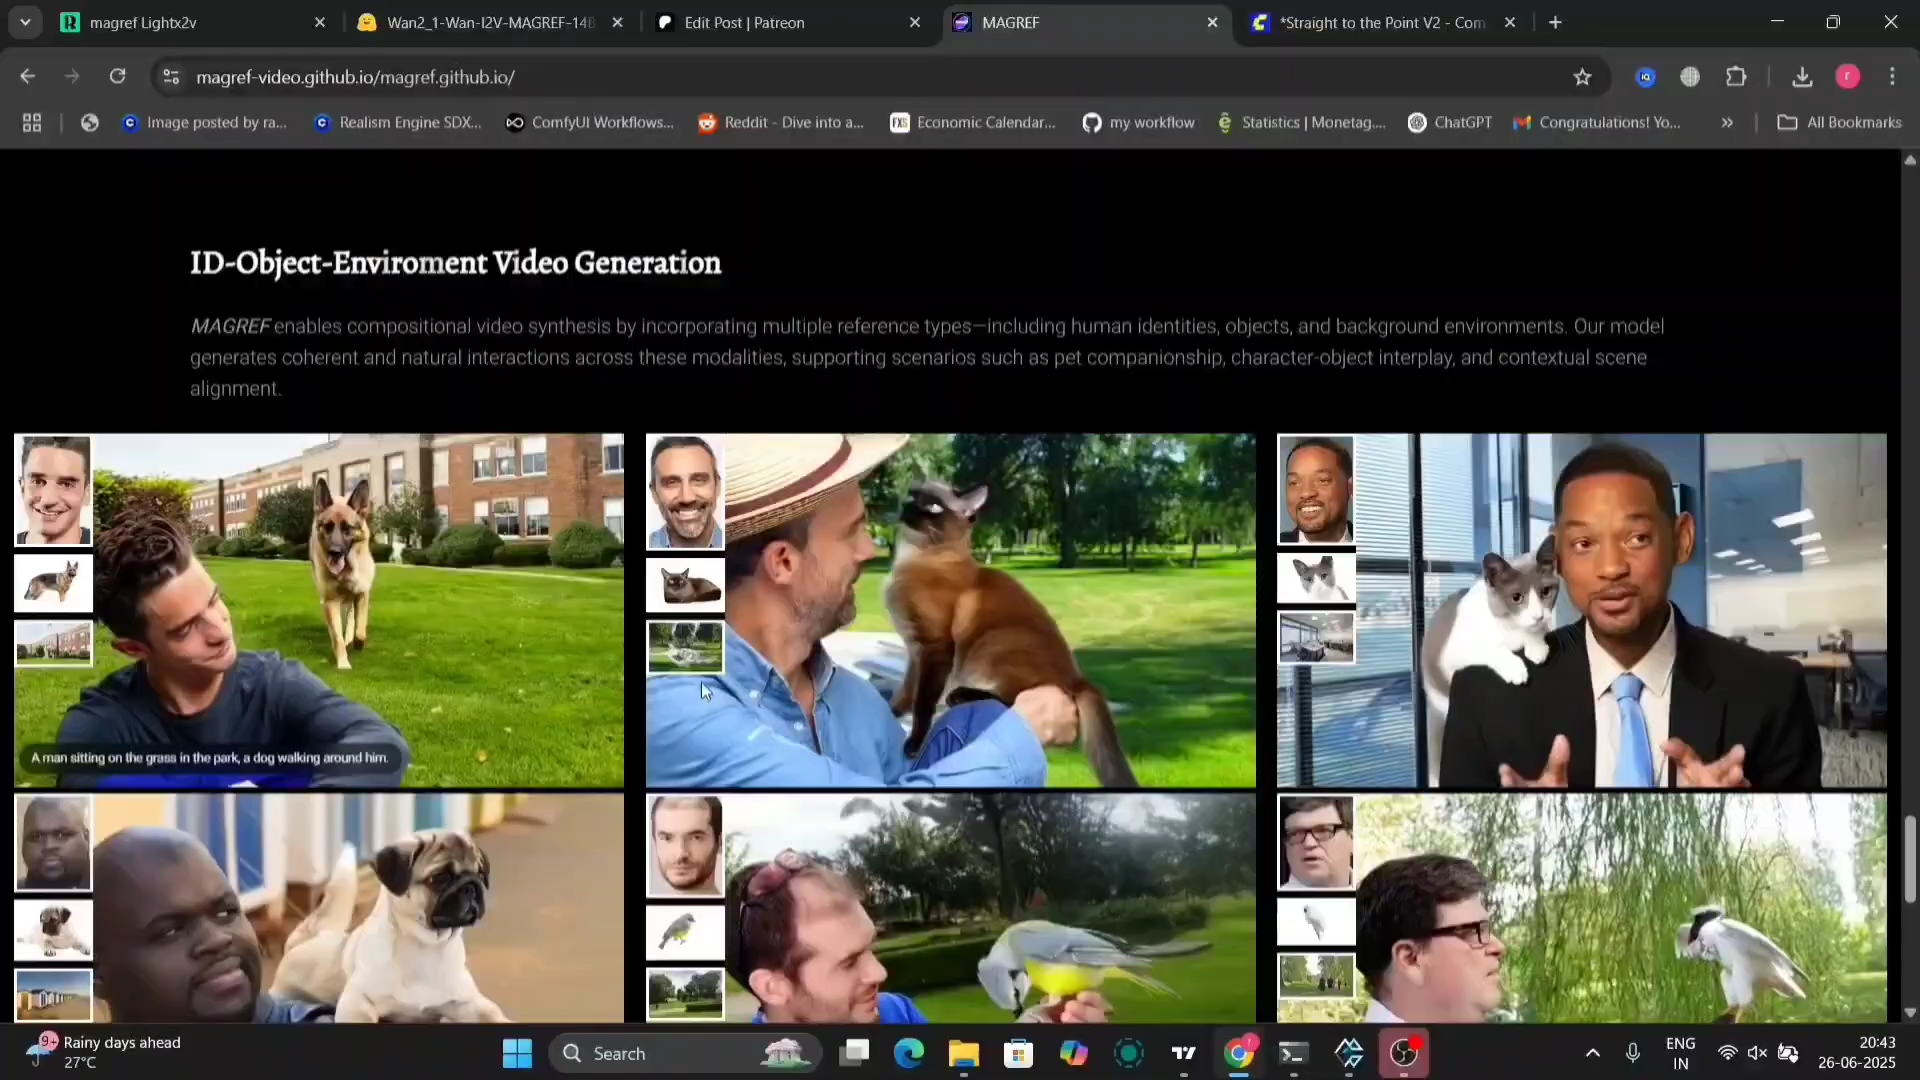 magref Lightx2v
Wan2_1-Wan-I2V-MAGREF-14B
Edit Post | Patreon
MAGREF
*Straight to the Point V2 - Com
magref-video.github.io/magref.github.io/
Image posted by ra...
Realism Engine SDX...
ComfyUI Workflows...
Reddit - Dive into a...
Economic Calendar...
my workflow
Statistics | Monetag,...
ChatGPT
Congratulations! Yo...
All Bookmarks
ID-Object-Enviroment Video Generation
MAGREF enables compositional video synthesis by incorporating multiple reference types—including human identities, objects, and background environments. Our model
generates coherent and natural interactions across these modalities, supporting scenarios such as pet companionship, character-object interplay, and contextual scene
alignment.
A man sitting on the grass in the park, a dog walking around him.
9+
Rainy days ahead
27°C
Search
ENG
IN
20:43
26-06-2025